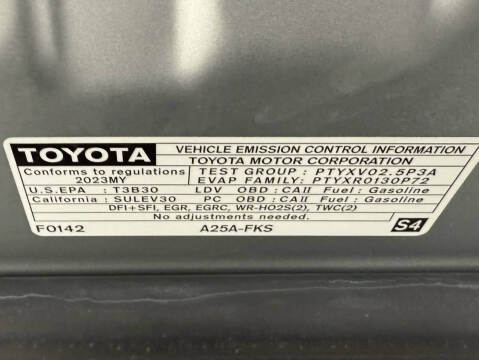 TOYOTA VEHICLE EMISSION CONTROL INFORMATION
TOYOTA MOTOR CORPORATION
Conforms to regulations TEST GROUP : PTYXV02.5P3A
2023MY EVAP FAMILY : PTYXR0130P72
U.S.EPA : T3B30 LDV OBD : CAII Fuel : Gasoline
California : SULEV30 PC OBD : CAII Fuel : Gasoline
DFI+SFI, EGR, EGRC, WR-HO2S(2), TWC(2)
No adjustments needed.
F0142 A25A-FKS S4